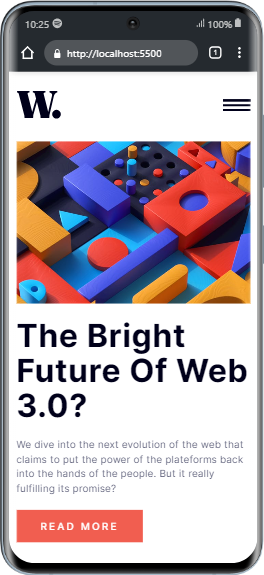 10:25
100%
http://localhost:5500
1
W.
The Bright
Future Of Web
3.0?
We dive into the next evolution of the web that
claims to put the power of the plateforms back
into the hands of the people. But it really
fulfilling its promise?
READ MORE